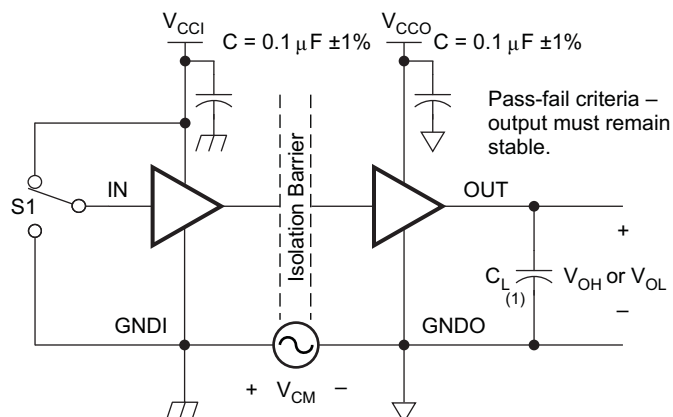 V_CCI
C = 0.1 μF ±1%
V_CCO
C = 0.1 μF ±1%
Pass-fail criteria –
output must remain
stable.
S1
IN
Isolation Barrier
OUT
+
C_L
(1)
V_OH or V_OL
–
GNDI
GNDO
+ V_CM –